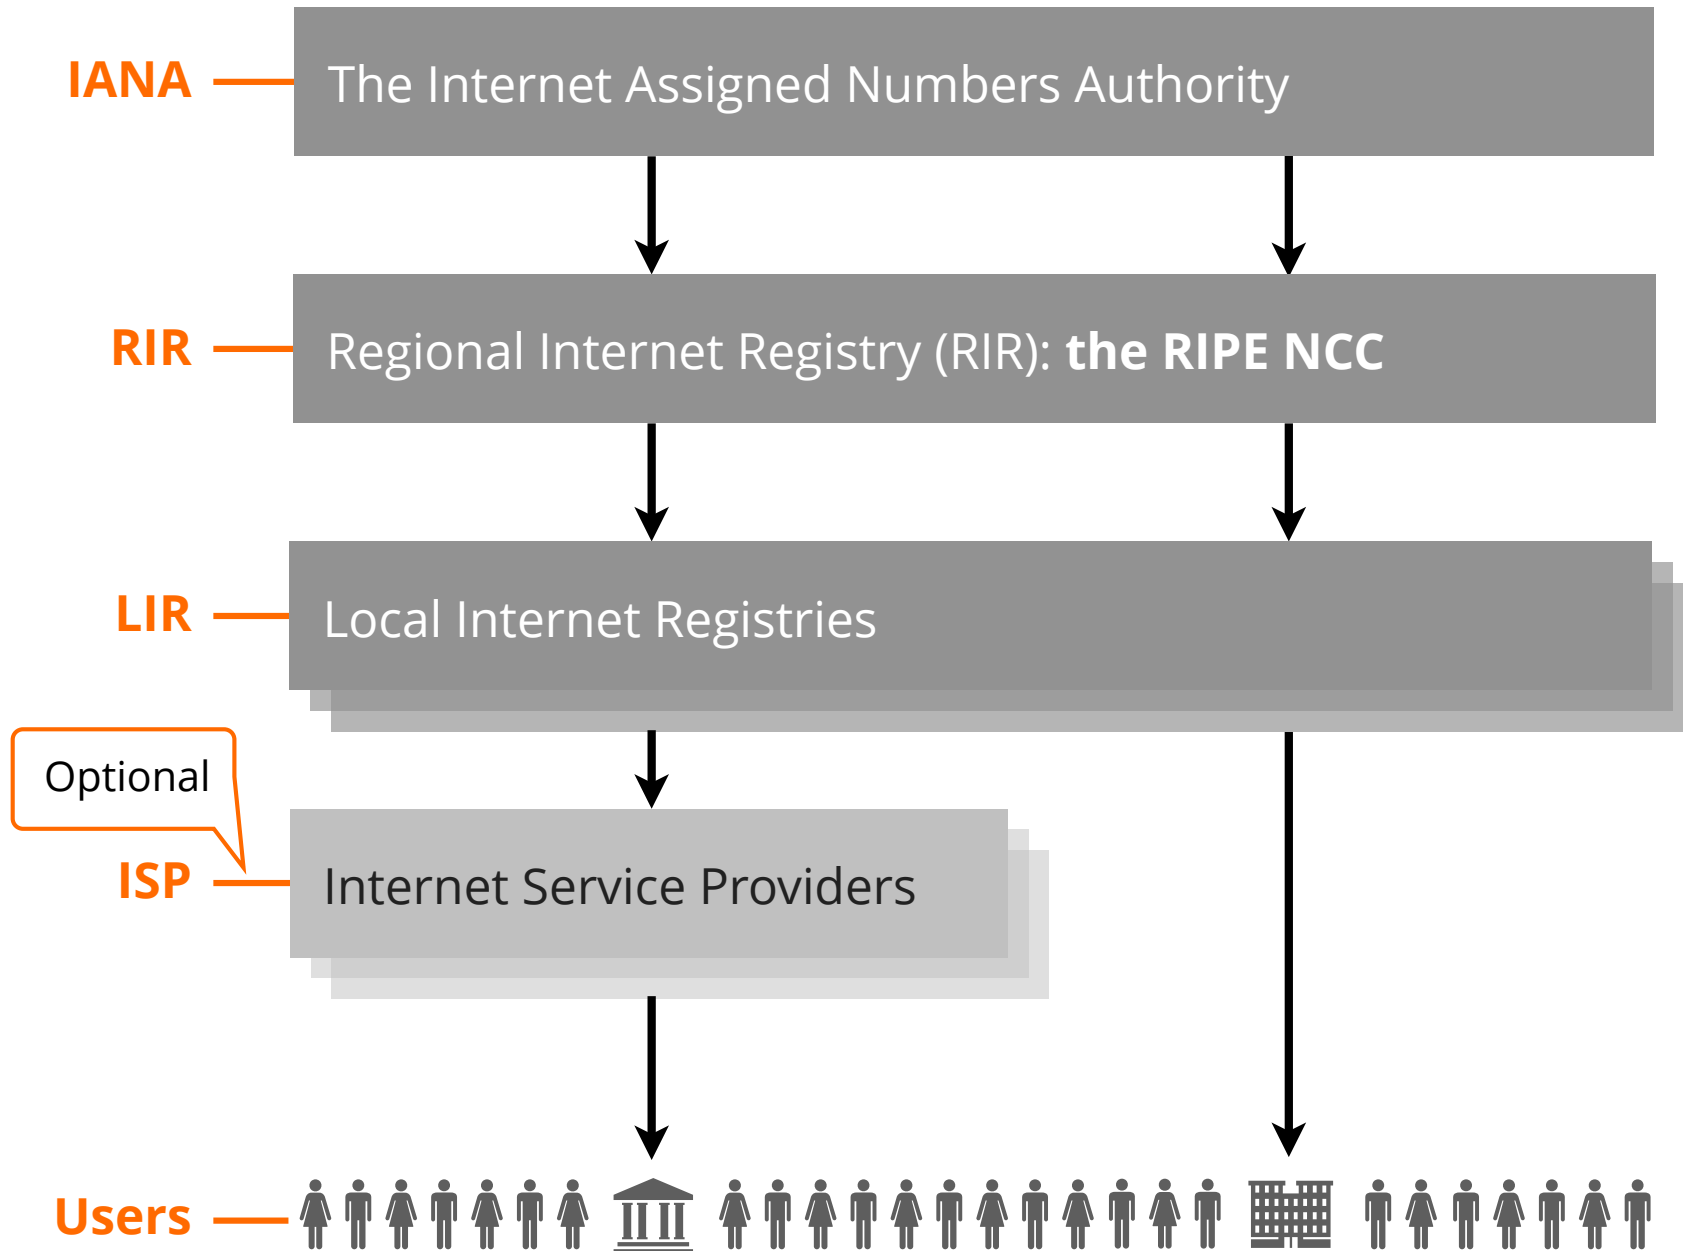 IANA
The Internet Assigned Numbers Authority
RIR
Regional Internet Registry (RIR): the RIPE NCC
LIR
Local Internet Registries
Optional
ISP
Internet Service Providers
Users